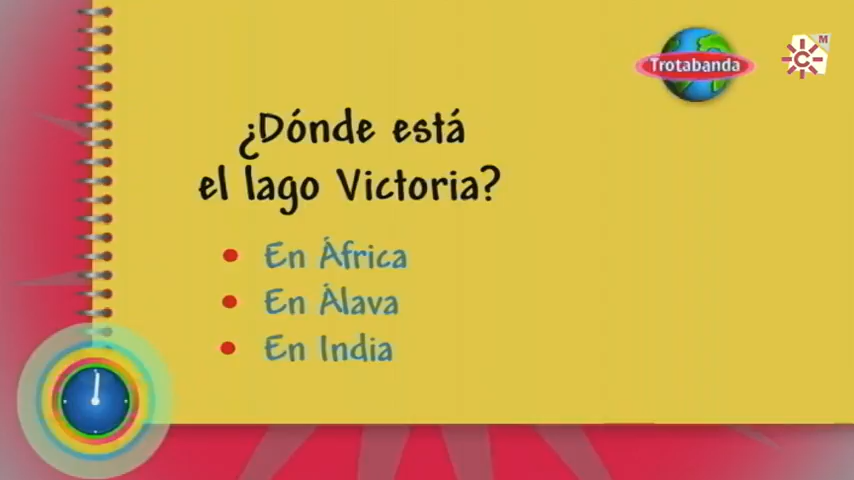 Trotabanda
C
M
¿Dónde está
el lago Victoria?
• En África
• En Álava
• En India